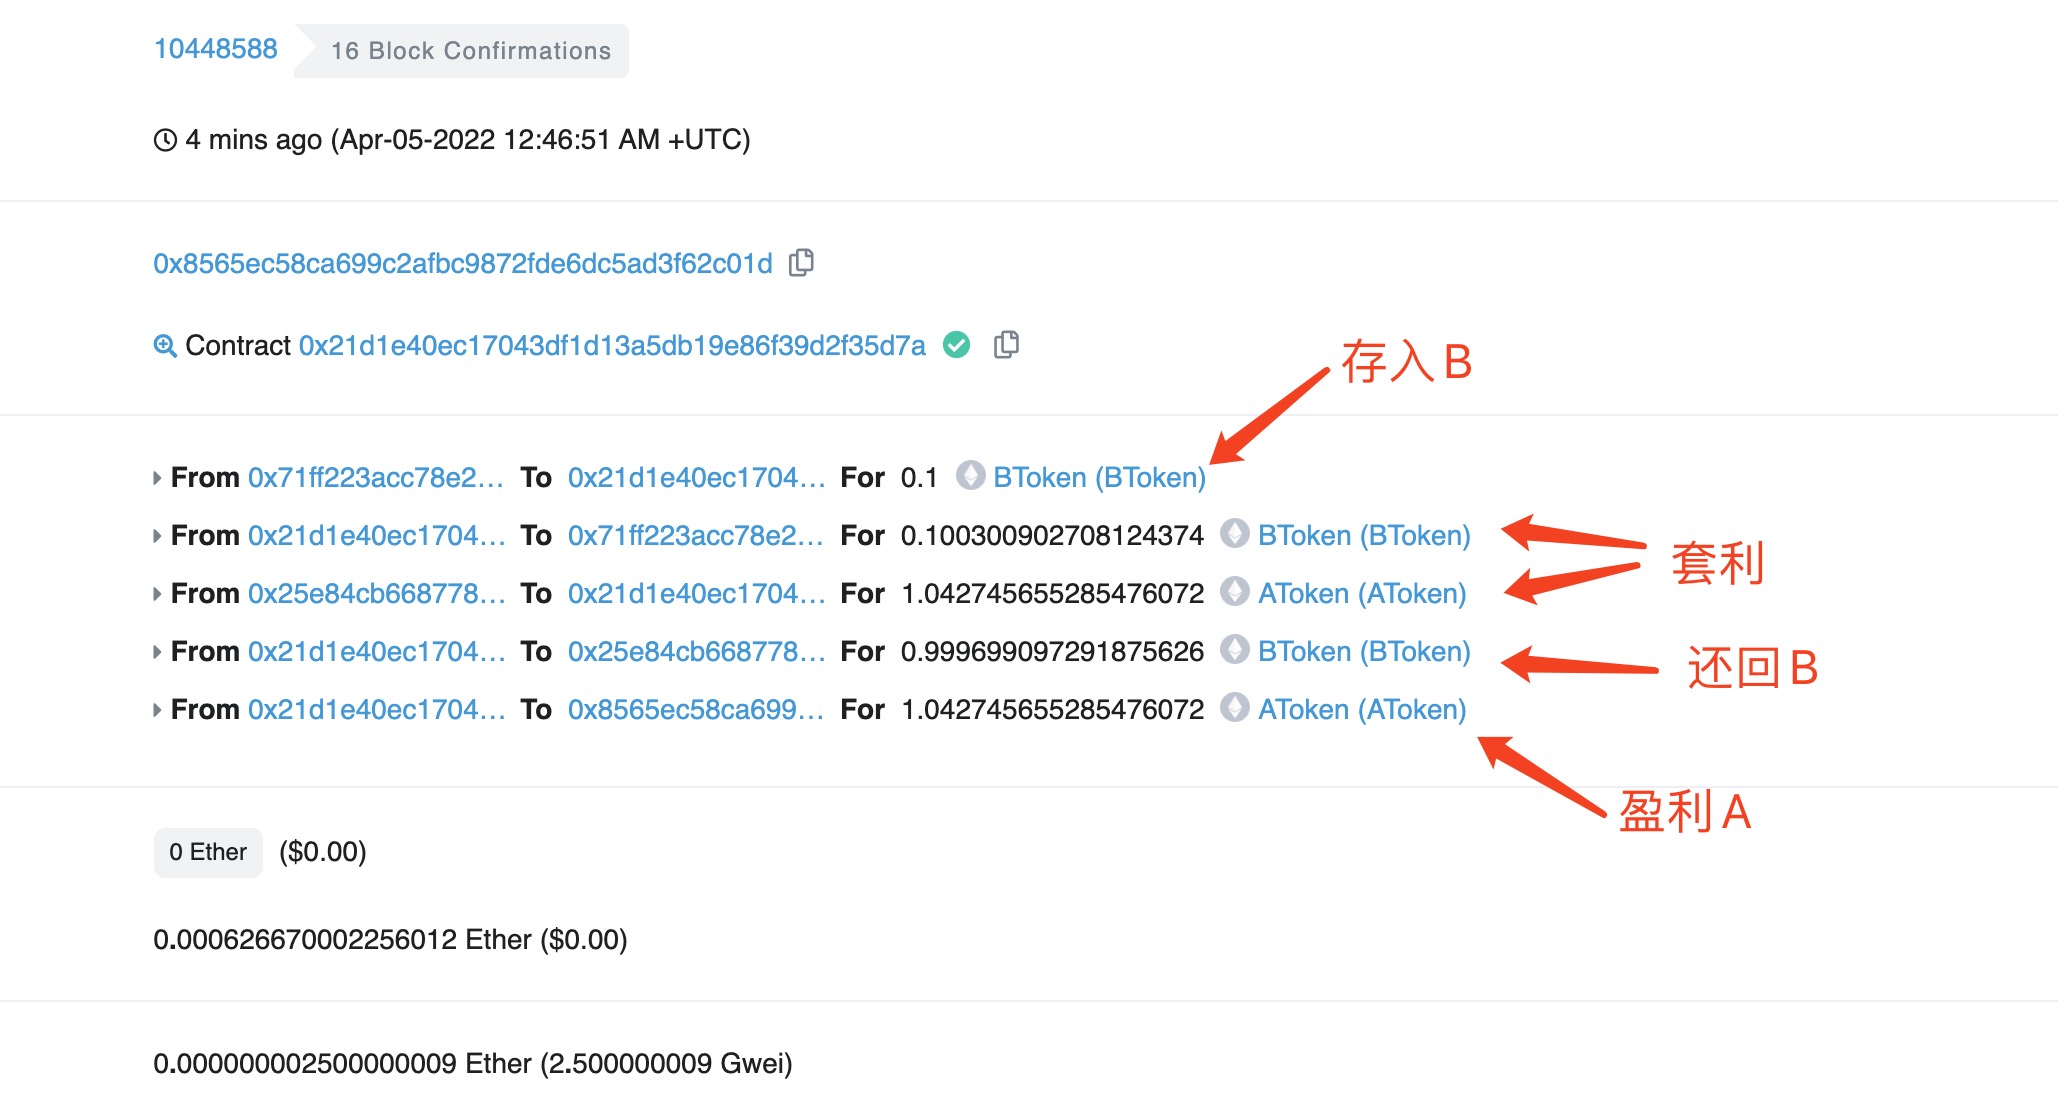 10448588 16 Block Confirmations
4 mins ago (Apr-05-2022 12:46:51 AM +UTC)
0x8565ec58ca699c2afbc9872fde6dc5ad3f62c01d
Contract 0x21d1e40ec17043df1d13a5db19e86f39d2f35d7a
存入B
From 0x71ff223acc78e2... To 0x21d1e40ec1704... For 0.1 BToken (BToken)
From 0x21d1e40ec1704... To 0x71ff223acc78e2... For 0.100300902708124374 BToken (BToken)
套利
From 0x25e84cb668778... To 0x21d1e40ec1704... For 1.042745655285476072 AToken (AToken)
From 0x21d1e40ec1704... To 0x25e84cb668778... For 0.999699097291875626 BToken (BToken)
还回B
From 0x21d1e40ec1704... To 0x8565ec58ca699... For 1.042745655285476072 AToken (AToken)
盈利A
0 Ether ($0.00)
0.000626670002256012 Ether ($0.00)
0.000000002500000009 Ether (2.500000009 Gwei)